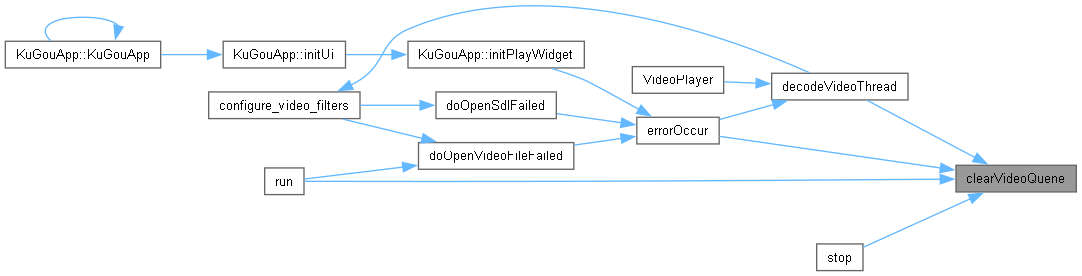 KuGouApp::KuGouApp
KuGouApp::initUi
KuGouApp::initPlayWidget
VideoPlayer
decodeVideoThread
configure_video_filters
doOpenSdlFailed
errorOccur
doOpenVideoFileFailed
run
clearVideoQuene
stop